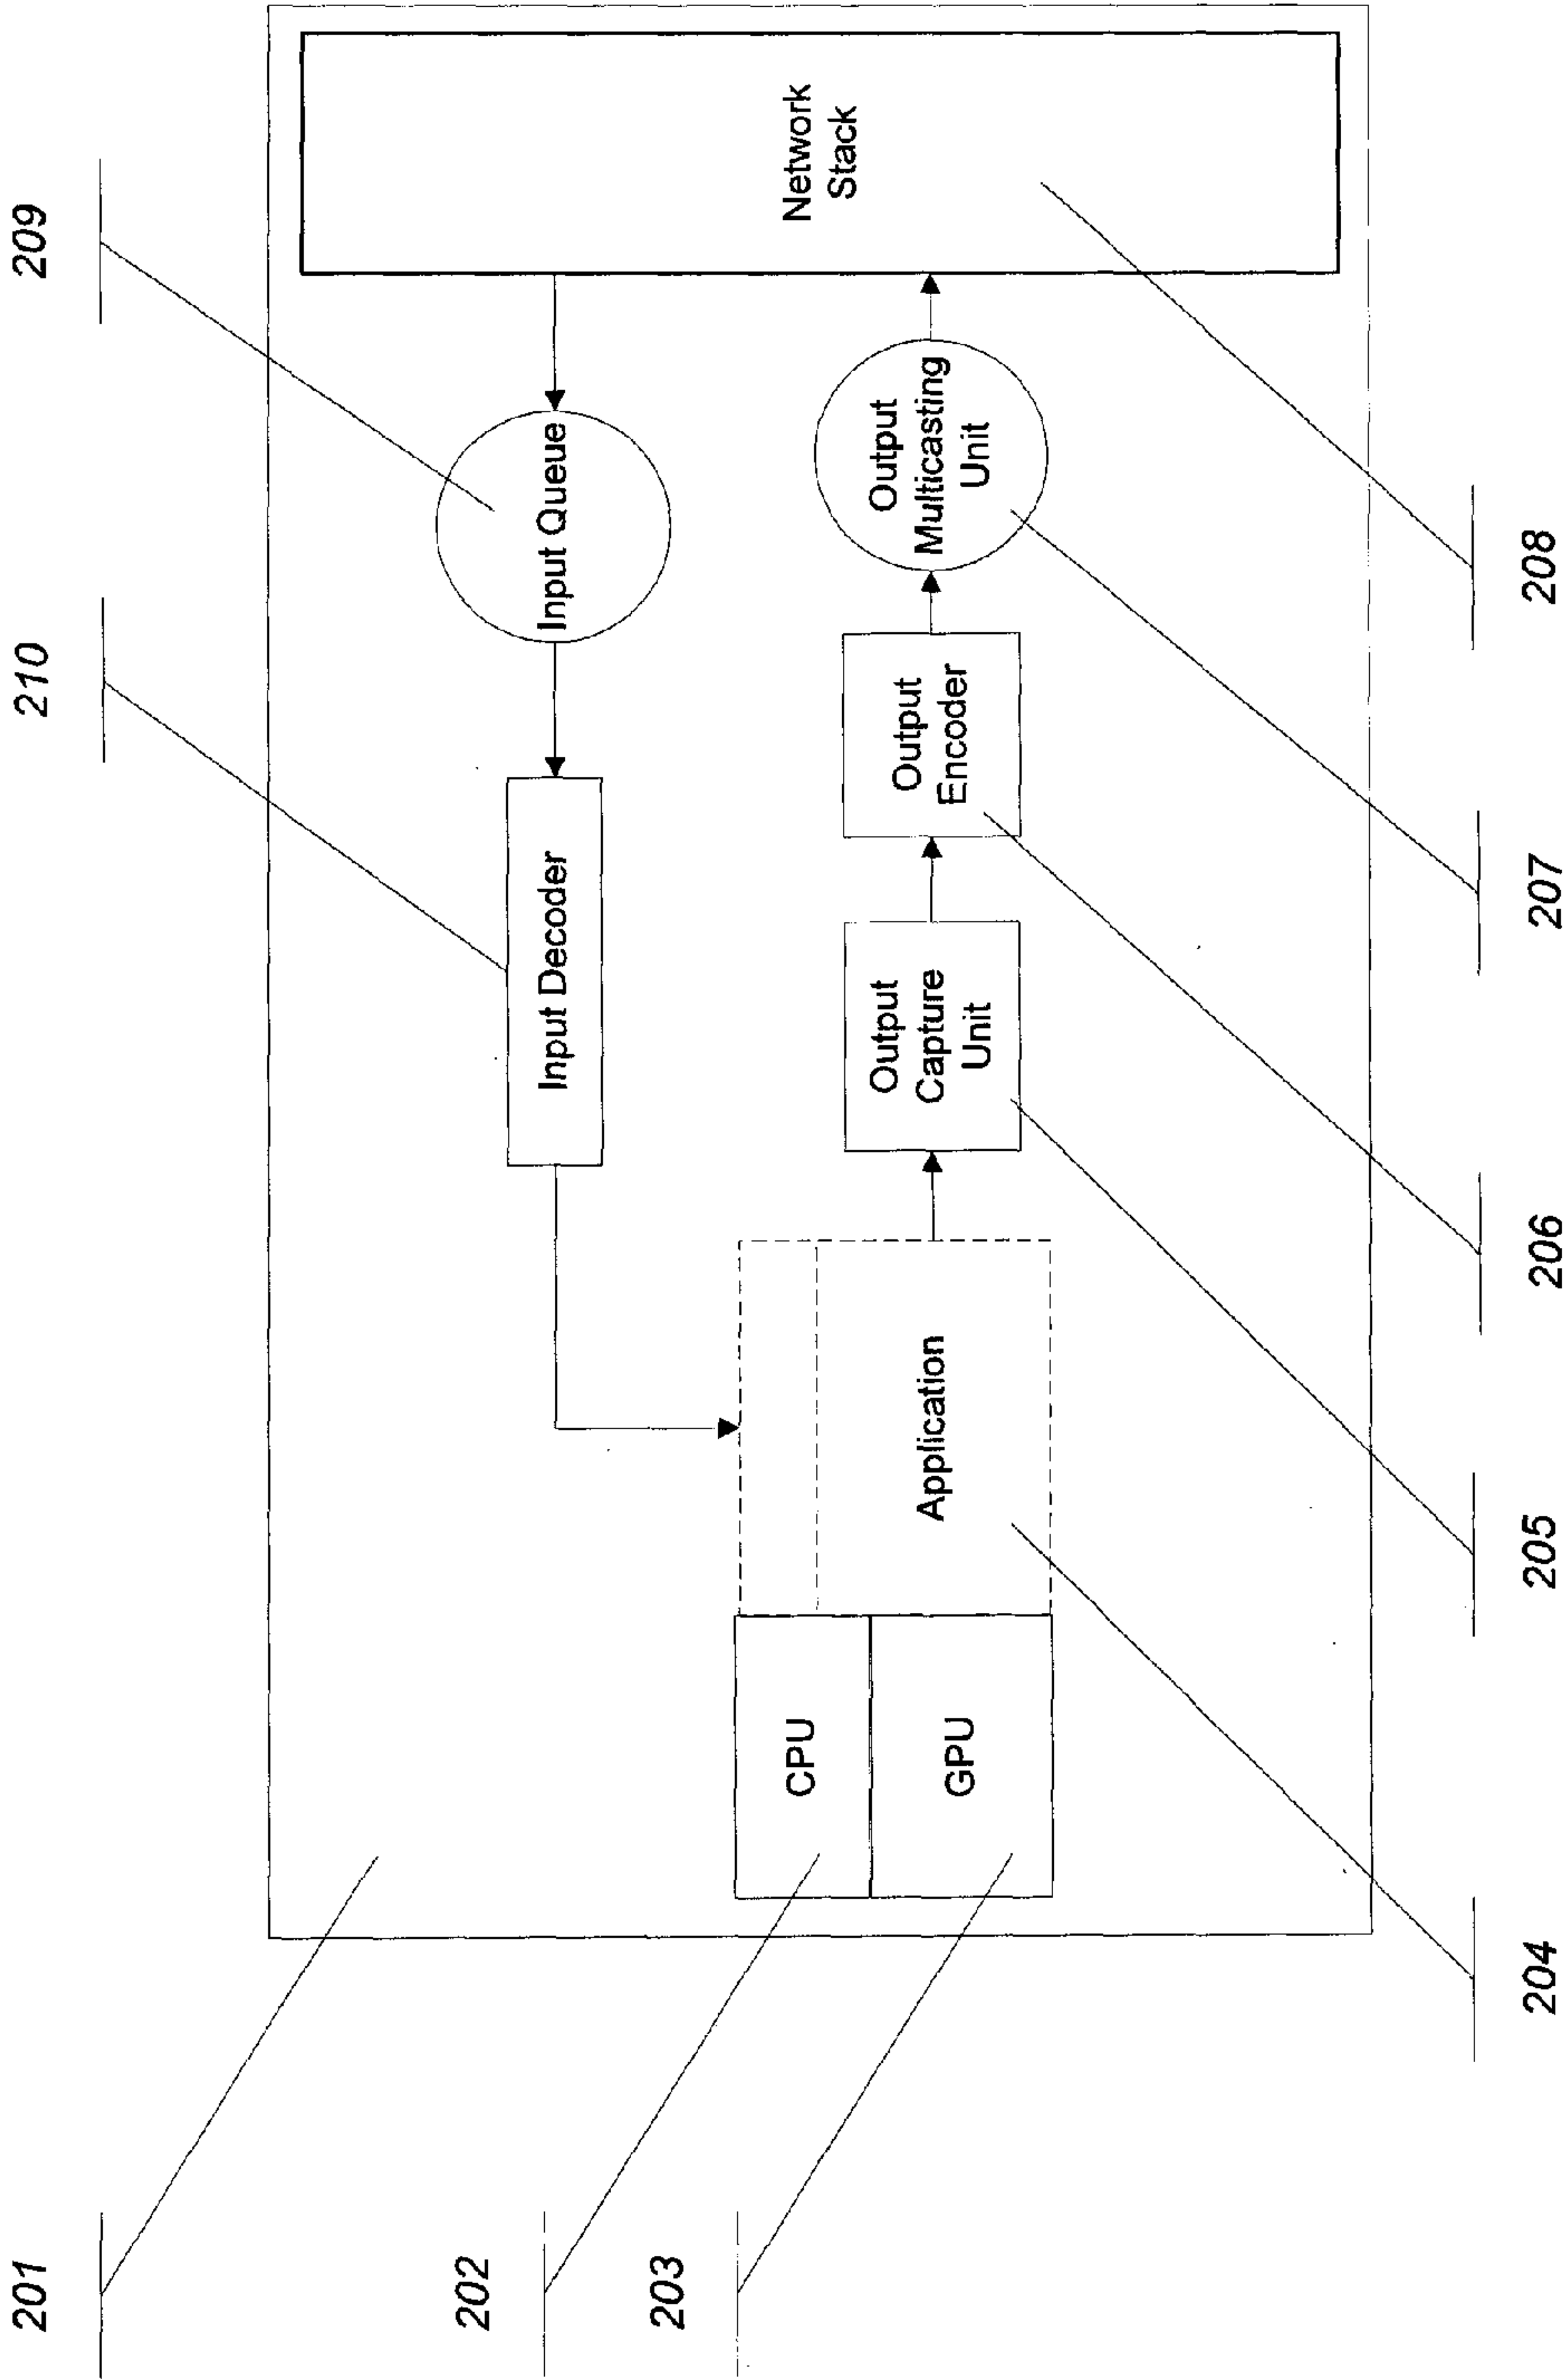 201
210
209
202
203
Input Decoder
Input Queue
Network
Stack
CPU
GPU
Application
Output
Capture
Unit
Output
Encoder
Output
Multicasting
Unit
204
205
206
207
208